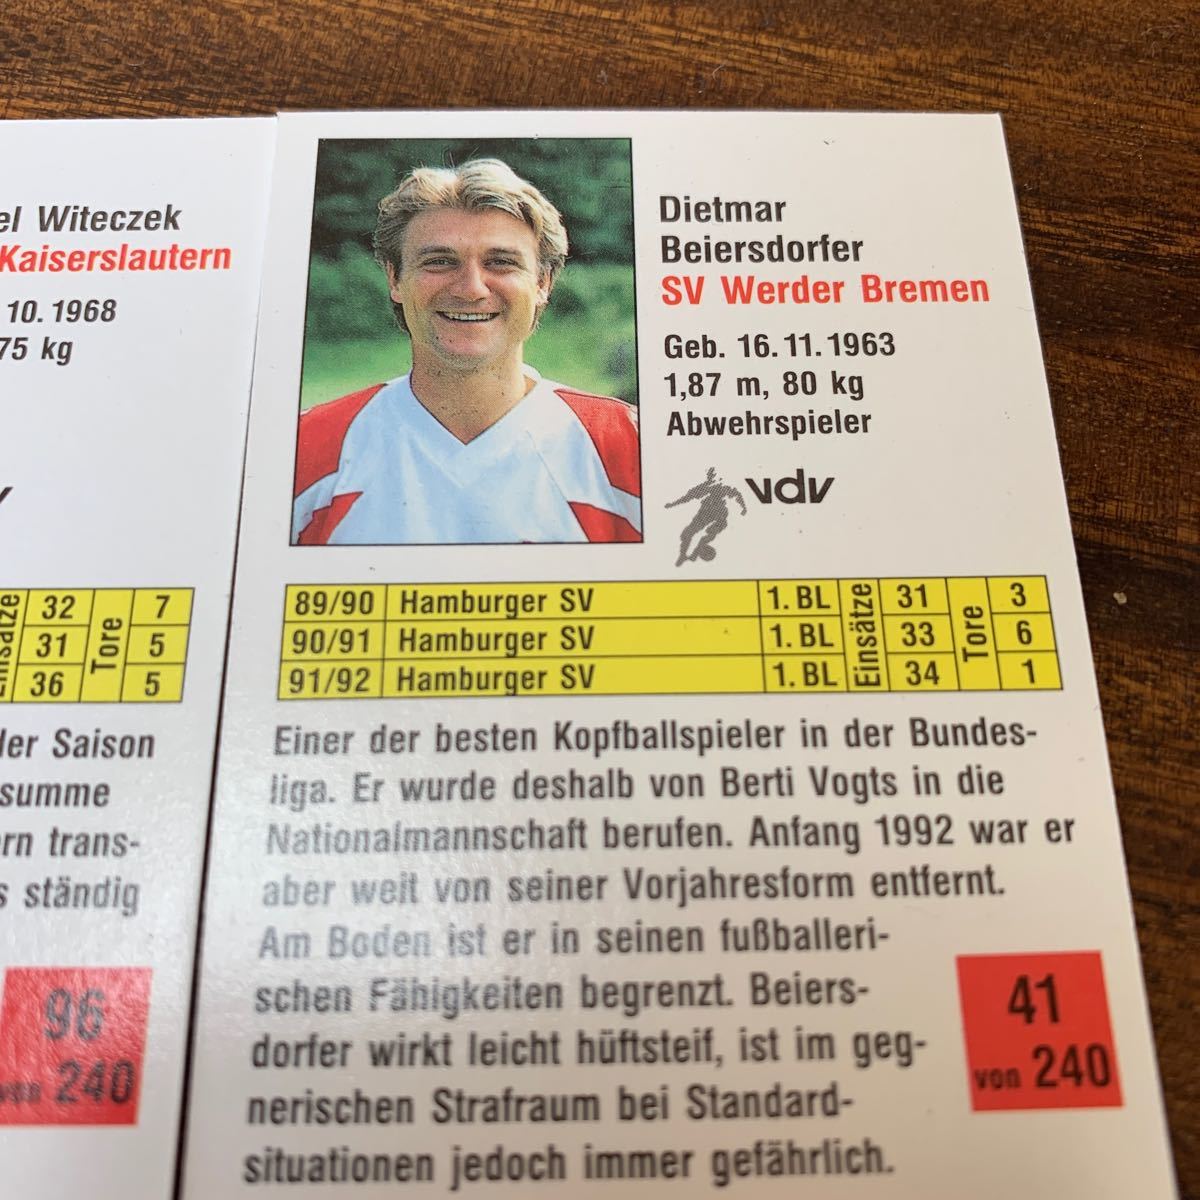 el Witeczek
Kaiserslautern
10. 1968
75 kg
Einsätze
32
31
36
Tore
7
5
5
der Saison
summe
rn trans-
s ständig
96
von 240
Dietmar
Beiersdorfer
SV Werder Bremen
Geb. 16. 11. 1963
1,87 m, 80 kg
Abwehrspieler
vdv
89/90 Hamburger SV 1. BL 31 3
90/91 Hamburger SV 1. BL 33 6
91/92 Hamburger SV 1. BL 34 1
Einsätze
Tore
Einer der besten Kopfballspieler in der Bundes-
liga. Er wurde deshalb von Berti Vogts in die
Nationalmannschaft berufen. Anfang 1992 war er
aber weit von seiner Vorjahresform entfernt.
Am Boden ist er in seinen fußballeri-
schen Fähigkeiten begrenzt. Beiers-
dorfer wirkt leicht hüftsteif, ist im geg-
nerischen Strafraum bei Standard-
situationen jedoch immer gefährlich.
41
von 240